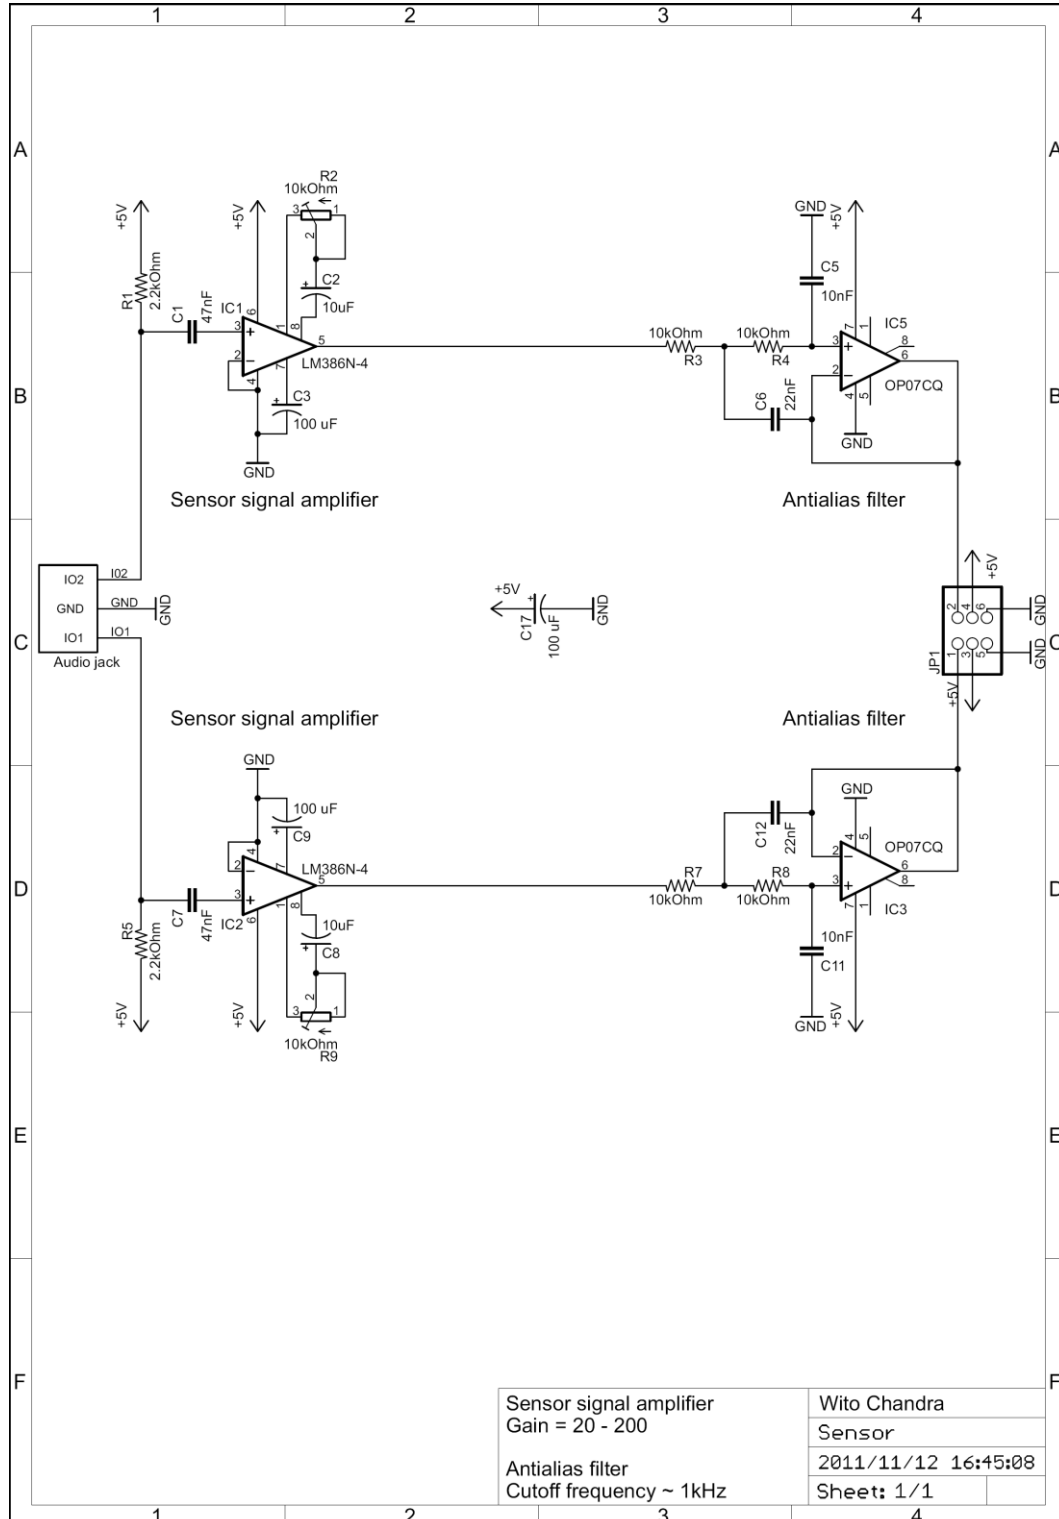 1 2 3 4
A A
R2
10kOhm
3 1
2
+5V
+5V
GND
+5V
R1
2.2kOhm
C1
47nF
IC1
6
1
8
3
+
2
−
4
7
5
LM386N-4
+
C2
10uF
+
C3
100 uF
GND
10kOhm
R3
10kOhm
R4
C5
10nF
C6
22nF
7
1
IC5
8
3
+
6
2
−
OP07CQ
4
5
GND
B B
Sensor signal amplifier
Antialias filter
IO2
I02
GND
GND
GND
IO1
IO1
Audio jack
+5V
+
C17
100 uF
GND
+5V
2 4 6
GND
1 3 5
GND
JP1
+5V
C C
Sensor signal amplifier
Antialias filter
GND
100 uF
+
C9
LM386N-4
4
7
2
−
5
3
+
IC2
6
1
8
R5
2.2kOhm
C7
47nF
10uF
+
C8
2
3 1
10kOhm
R9
+5V
+5V
R7
10kOhm
R8
10kOhm
C12
22nF
GND
4
5
OP07CQ
2
−
6
3
+
8
7
1
IC3
10nF
C11
GND
+5V
D D
E E
F F
Sensor signal amplifier
Gain = 20 - 200
Antialias filter
Cutoff frequency ~ 1kHz
Wito Chandra
Sensor
2011/11/12 16:45:08
Sheet: 1/1
1 2 3 4